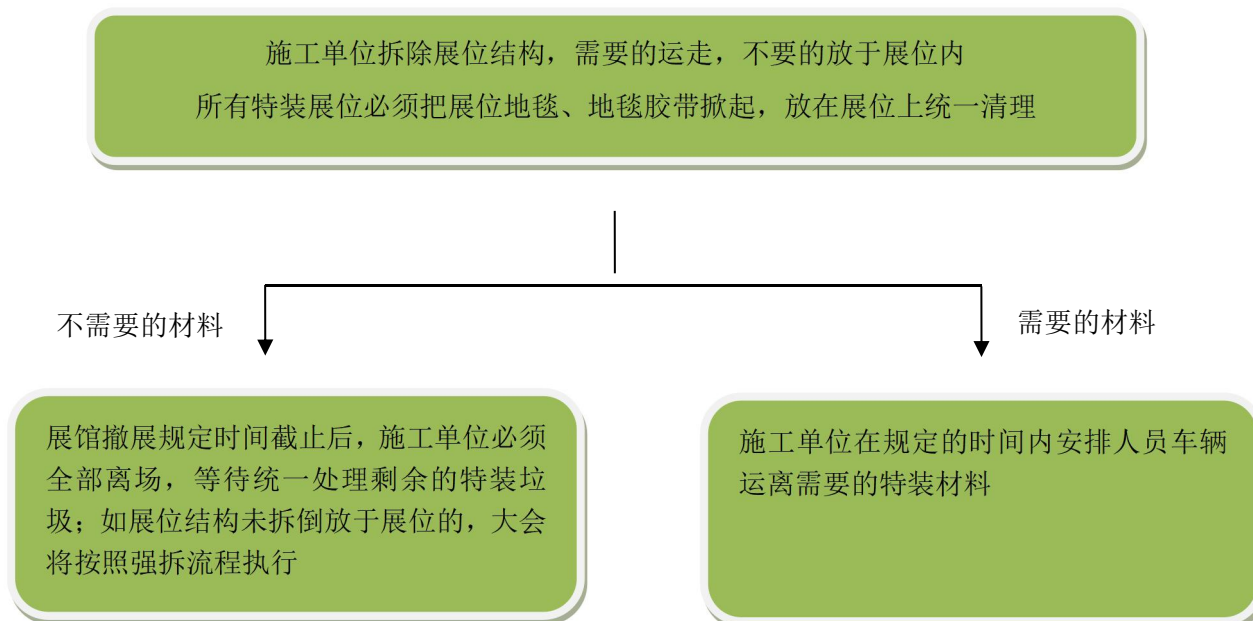 施工单位拆除展位结构，需要的运走，不要的放于展位内
所有特装展位必须把展位地毯、地毯胶带掀起，放在展位上统一清理
不需要的材料
需要的材料
展馆撤展规定时间截止后，施工单位必须
全部离场，等待统一处理剩余的特装垃
圾；如展位结构未拆倒放于展位的，大会
将按照强拆流程执行
施工单位在规定的时间内安排人员车辆
运离需要的特装材料